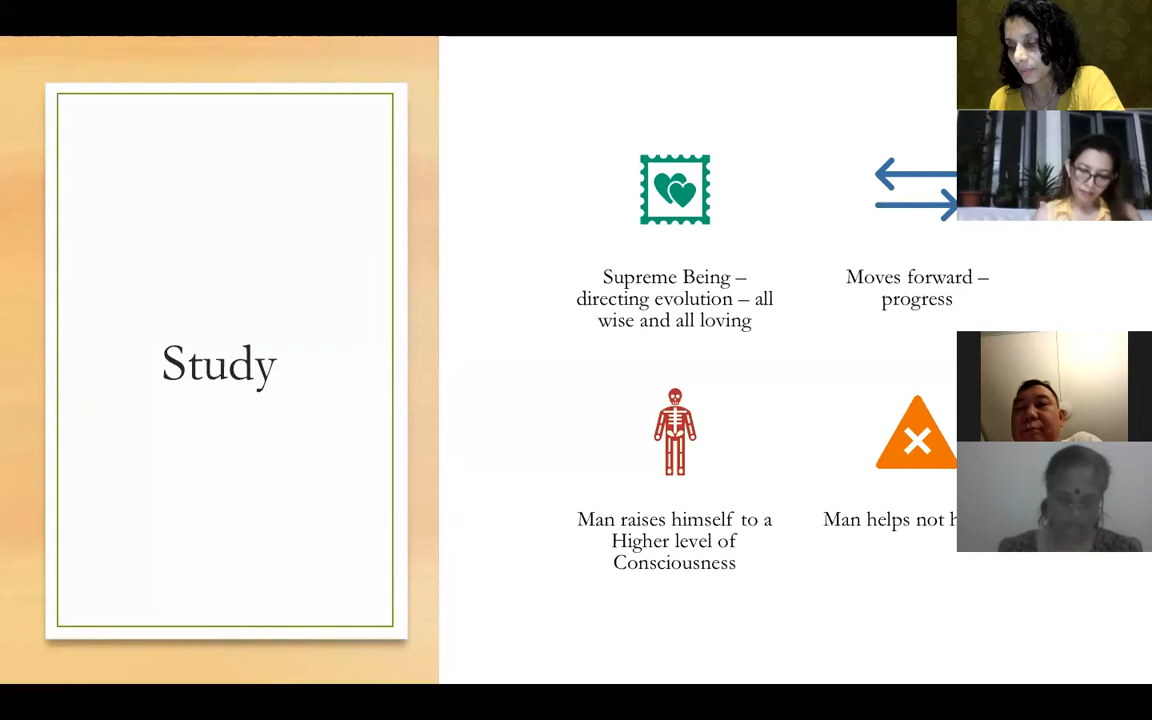 Study
Supreme Being –
directing evolution – all
wise and all loving
Moves forward –
progress
Man raises himself to a
Higher level of
Consciousness
Man helps not